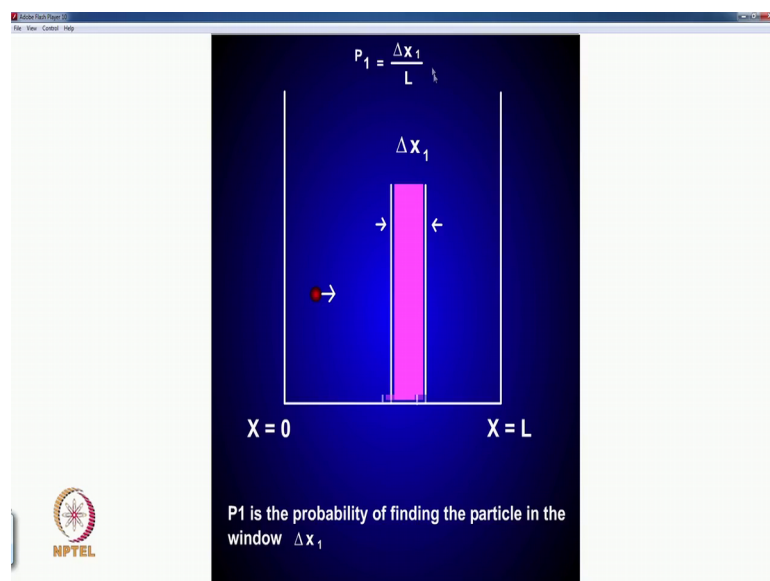 Adobe Flash Player 10
File View Control Help
P1 = Δx1 / L
Δx1
X = 0
X = L
P1 is the probability of finding the particle in the
window Δx1
NPTEL